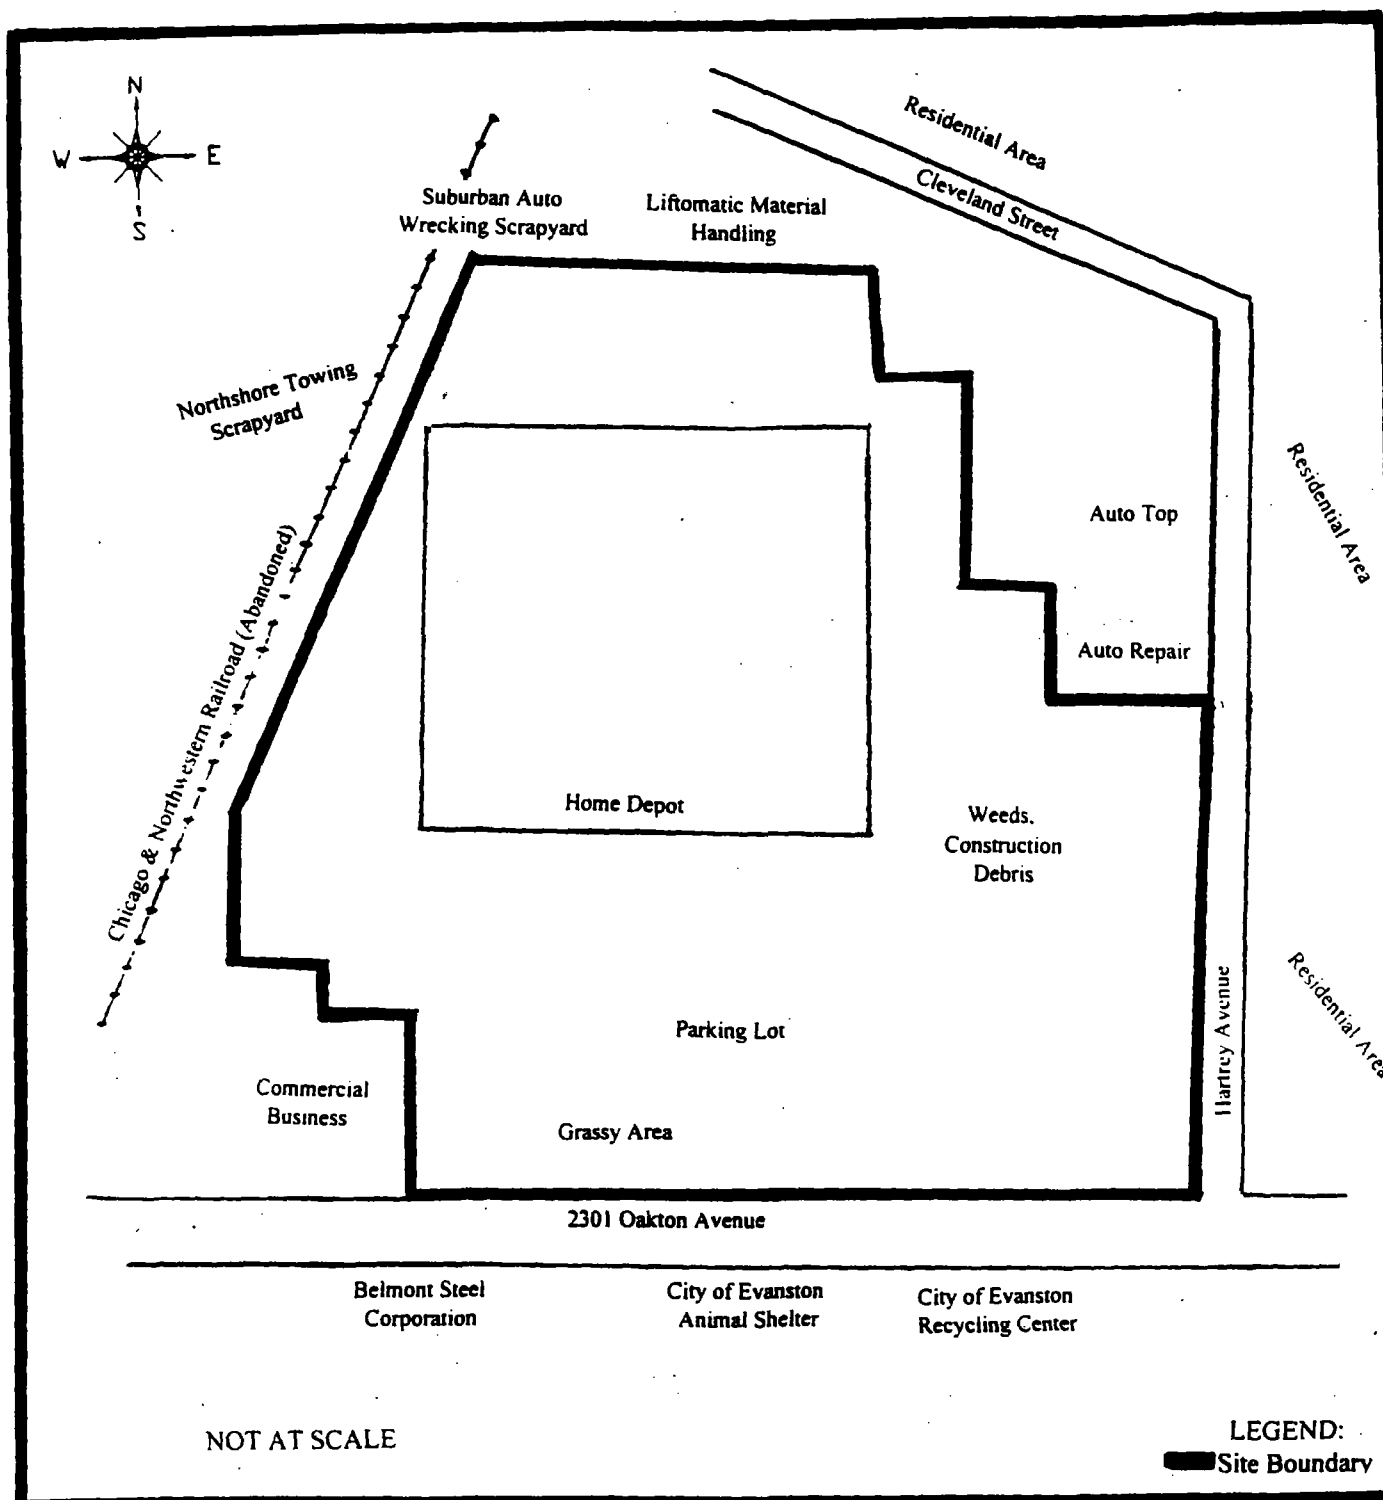 N
W
E
S
Residential Area
Cleveland Street
Suburban Auto
Wrecking Scrapyard
Liftomatic Material
Handling
Northshore Towing
Scrapyard
Residential Area
Auto Top
Chicago & Northwestern Railroad (Abandoned)
Auto Repair
Home Depot
Weeds.
Construction
Debris
Residential Area
Hartrey Avenue
Parking Lot
Commercial
Business
Grassy Area
2301 Oakton Avenue
Belmont Steel
Corporation
City of Evanston
Animal Shelter
City of Evanston
Recycling Center
NOT AT SCALE
LEGEND:
Site Boundary